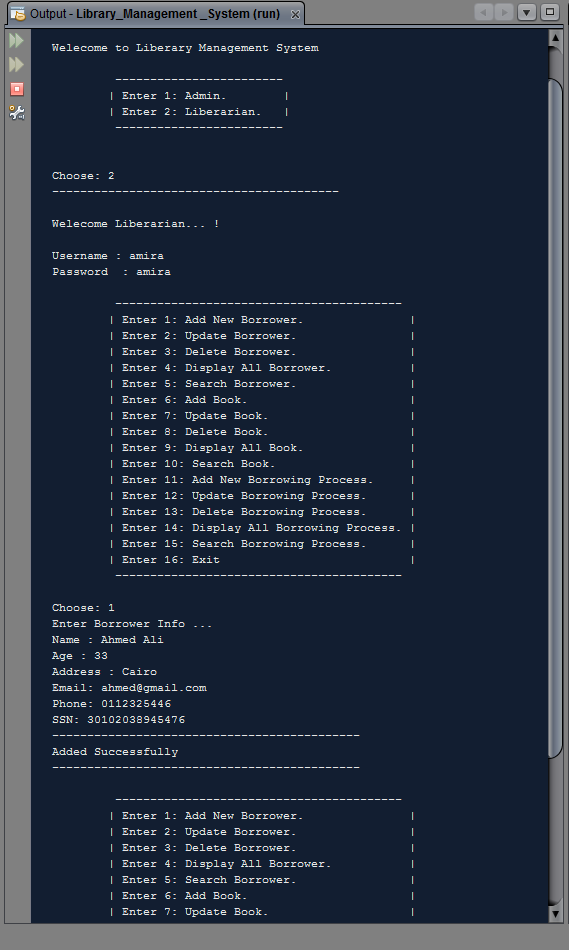 Output - Library_Management _System (run)
Welecome to Liberary Management System
------------------------
| Enter 1: Admin. |
| Enter 2: Liberarian. |
------------------------
Choose: 2
-----------------------------------------
Welecome Liberarian... !
Username : amira
Password  : amira
-----------------------------------------
| Enter 1: Add New Borrower. |
| Enter 2: Update Borrower. |
| Enter 3: Delete Borrower. |
| Enter 4: Display All Borrower. |
| Enter 5: Search Borrower. |
| Enter 6: Add Book. |
| Enter 7: Update Book. |
| Enter 8: Delete Book. |
| Enter 9: Display All Book. |
| Enter 10: Search Book. |
| Enter 11: Add New Borrowing Process. |
| Enter 12: Update Borrowing Process. |
| Enter 13: Delete Borrowing Process. |
| Enter 14: Display All Borrowing Process. |
| Enter 15: Search Borrowing Process. |
| Enter 16: Exit |
-----------------------------------------
Choose: 1
Enter Borrower Info ...
Name : Ahmed Ali
Age : 33
Address : Cairo
Email: ahmed@gmail.com
Phone: 0112325446
SSN: 30102038945476
--------------------------------------------
Added Successfully
--------------------------------------------
-----------------------------------------
| Enter 1: Add New Borrower. |
| Enter 2: Update Borrower. |
| Enter 3: Delete Borrower. |
| Enter 4: Display All Borrower. |
| Enter 5: Search Borrower. |
| Enter 6: Add Book. |
| Enter 7: Update Book. |